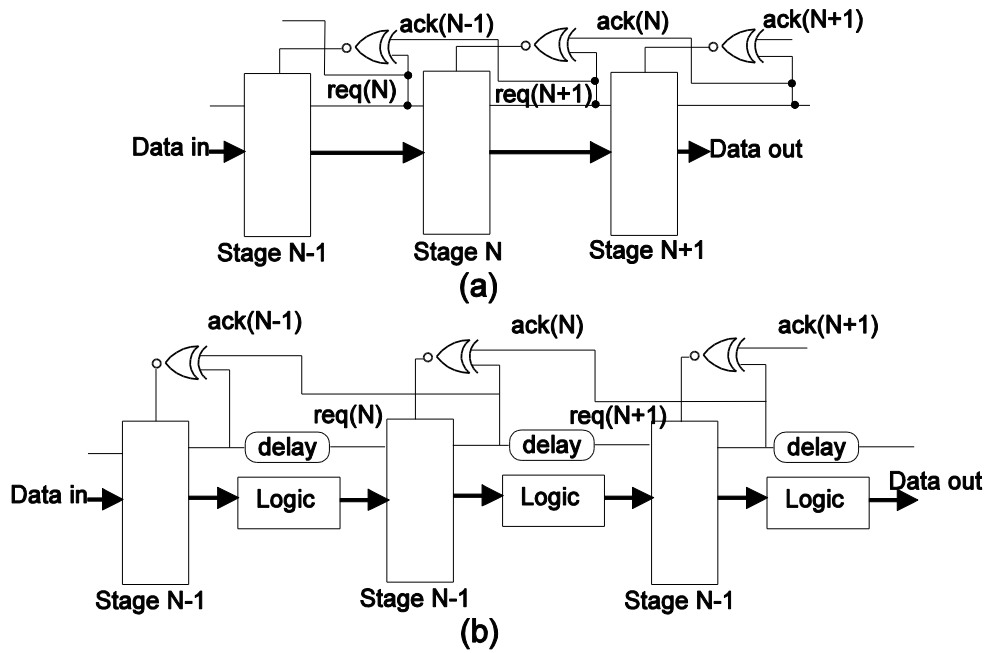 ack(N-1)
ack(N)
ack(N+1)
req(N)
req(N+1)
Data in
Data out
Stage N-1
Stage N
Stage N+1
(a)
ack(N-1)
ack(N)
ack(N+1)
req(N)
req(N+1)
delay
delay
delay
Data in
Logic
Logic
Logic
Data out
Stage N-1
Stage N-1
Stage N-1
(b)